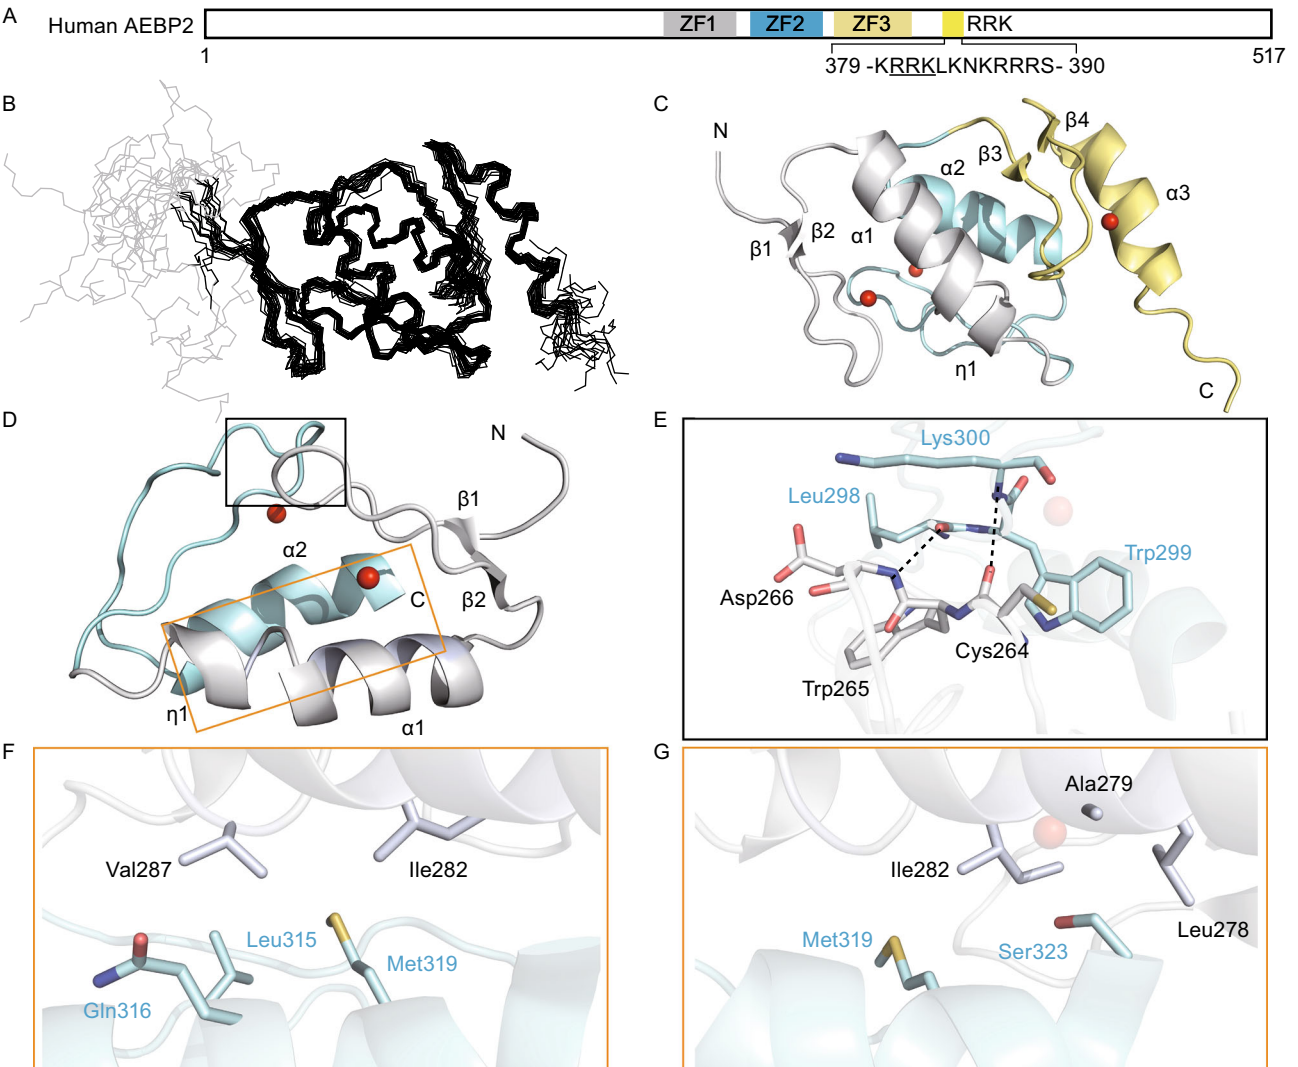 A
Human AEBP2
ZF1
ZF2
ZF3
RRK
1
379 -KRRKLKNKRRRS- 390
517
B
C
N
β4
β3
α2
α3
β1
β2
α1
η1
C
D
N
β1
α2
C
β2
η1
α1
E
Lys300
Leu298
Trp299
Asp266
Cys264
Trp265
F
Val287
Ile282
Leu315
Met319
Gln316
G
Ala279
Ile282
Leu278
Met319
Ser323